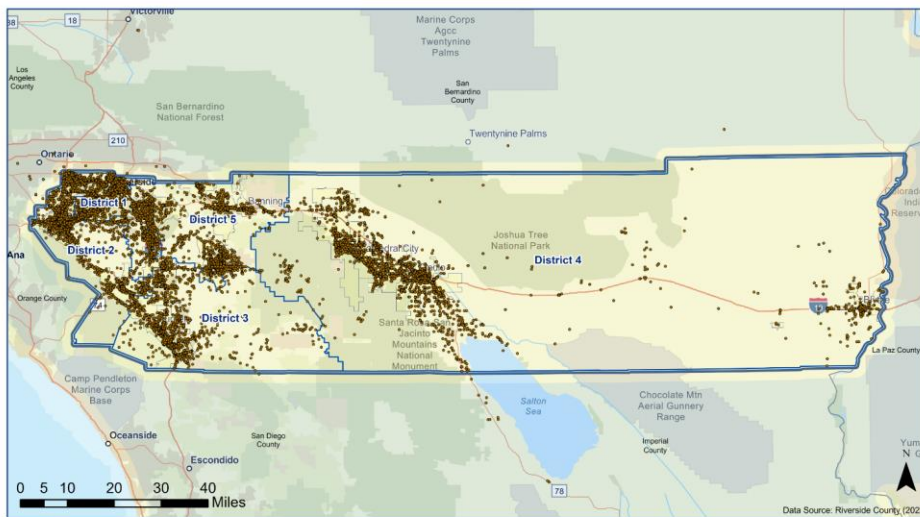 Victorville
18
Marine Corps
Agcc
Twentynine
Palms
Los
Angeles
County
San
Bernardino
County
San Bernardino
National Forest
Twentynine Palms
210
Ontario
District 1
Banning
District 5
District 2
Joshua Tree
National Park
District 4
Ana
Orange County
District 3
Santa Rosa San
Jacinto
Mountains
National
Monument
La Paz County
Camp Pendleton
Marine Corps
Base
Salton
Sea
Chocolate Mtn
Aerial Gunnery
Range
Oceanside
San Diego
County
Imperial
County
Escondido
N
0 5 10 20 30 40
Miles
78
Data Source: Riverside County (202